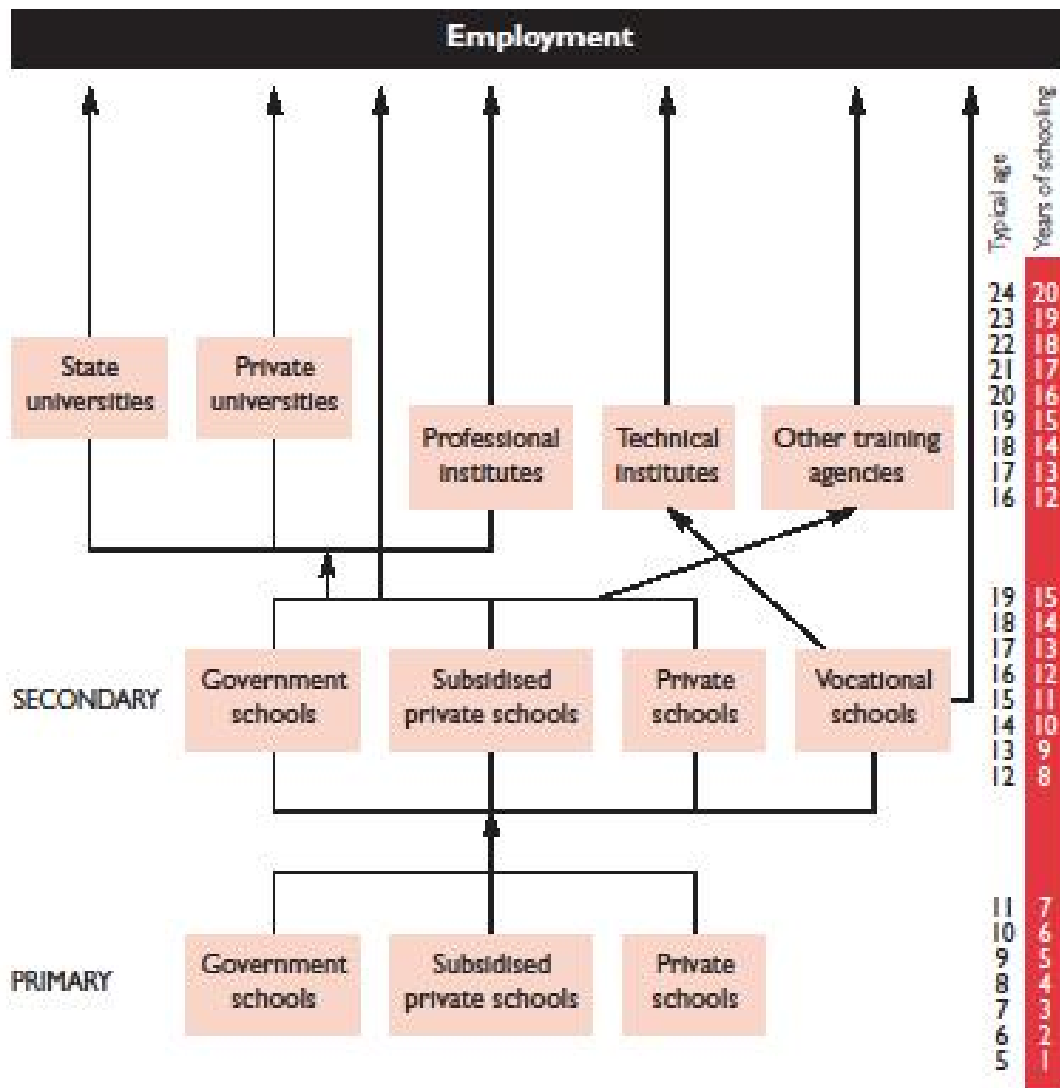 Employment
Typical age
Years of schooling
24 20
23 19
State
universities
Private
universities
22 18
21 17
20 16
Professional
institutes
Technical
institutes
Other training
agencies
19 15
18 14
17 13
16 12
19 15
18 14
17 13
SECONDARY
Government
schools
Subsidised
private schools
Private
schools
Vocational
schools
16 12
15 11
14 10
13 9
12 8
11 7
10 6
PRIMARY
Government
schools
Subsidised
private schools
Private
schools
9 5
8 4
7 3
6 2
5 1